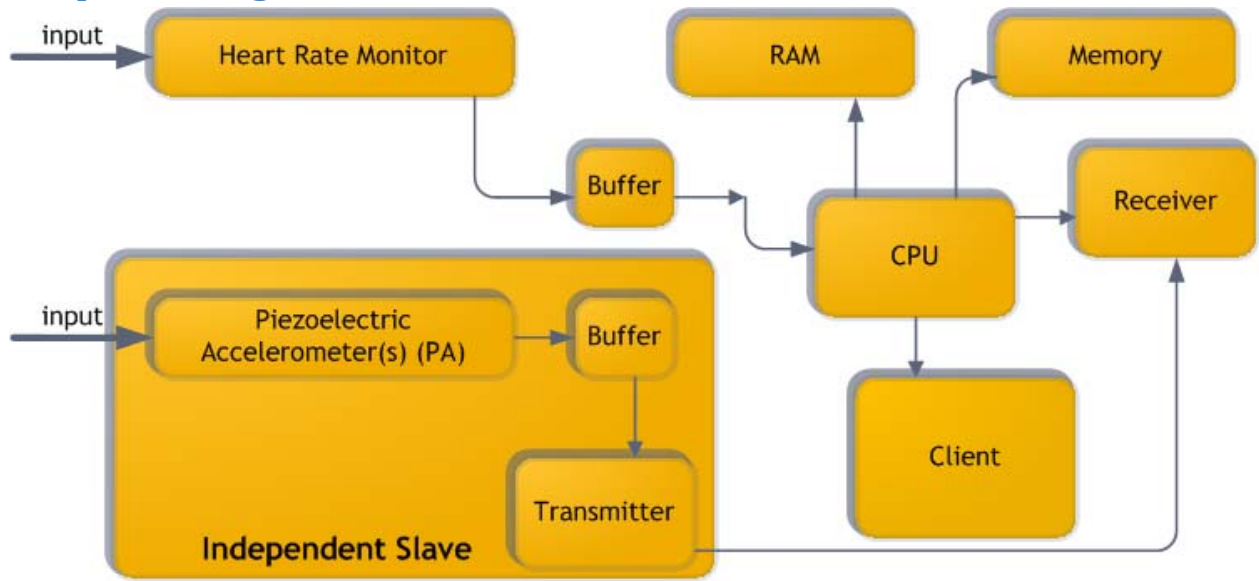 input
Heart Rate Monitor
RAM
Memory
Buffer
Receiver
CPU
input
Piezoelectric
Accelerometer(s) (PA)
Buffer
Client
Transmitter
Independent Slave